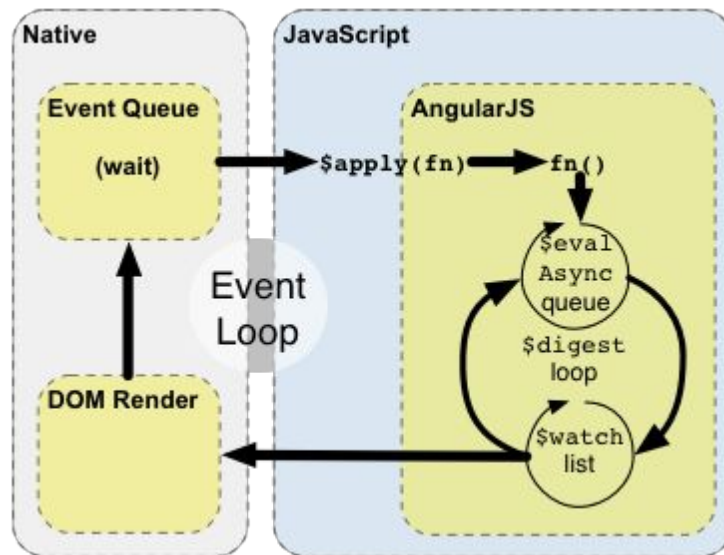 Native
JavaScript
Event Queue
(wait)
AngularJS
$apply(fn)
fn()
$eval
Async
queue
Event
Loop
$digest
loop
DOM Render
$watch
list